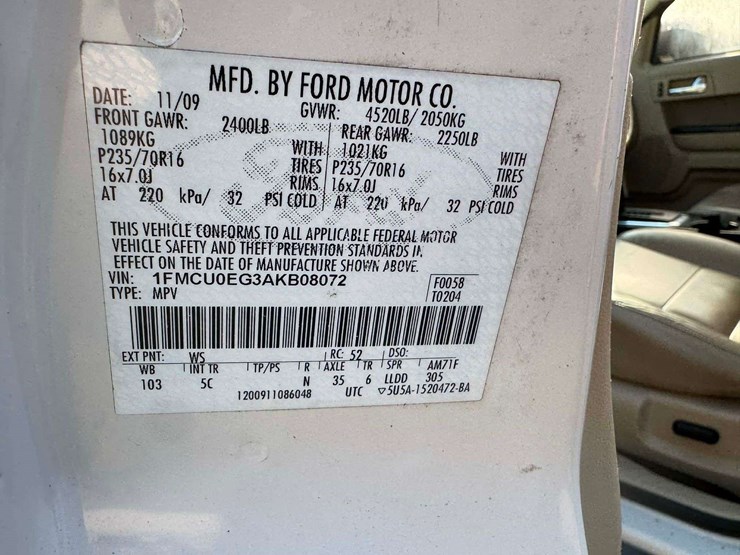 MFD. BY FORD MOTOR CO.
DATE: 11/09 GVWR: 4520LB/ 2050KG
FRONT GAWR: 2400LB REAR GAWR: 2250LB
1089KG WITH 1021KG WITH
P235/70R16 TIRES P235/70R16 TIRES
16x7.0J RIMS 16x7.0J RIMS
AT 220 kPa/ 32 PSI COLD AT 220 kPa/ 32 PSI COLD
THIS VEHICLE CONFORMS TO ALL APPLICABLE FEDERAL MOTOR
VEHICLE SAFETY AND THEFT PREVENTION STANDARDS IN
EFFECT ON THE DATE OF MANUFACTURE SHOWN ABOVE.
VIN: 1FMCU0EG3AKB08072 F0058
TYPE: MPV T0204
EXT PNT: WS RC: 52 DSO:
WB INT TR TP/PS R AXLE TR SPR AM71F
103 5C N 35 6 LLDD 305
1200911086048 UTC ▽5U5A-1520472-BA